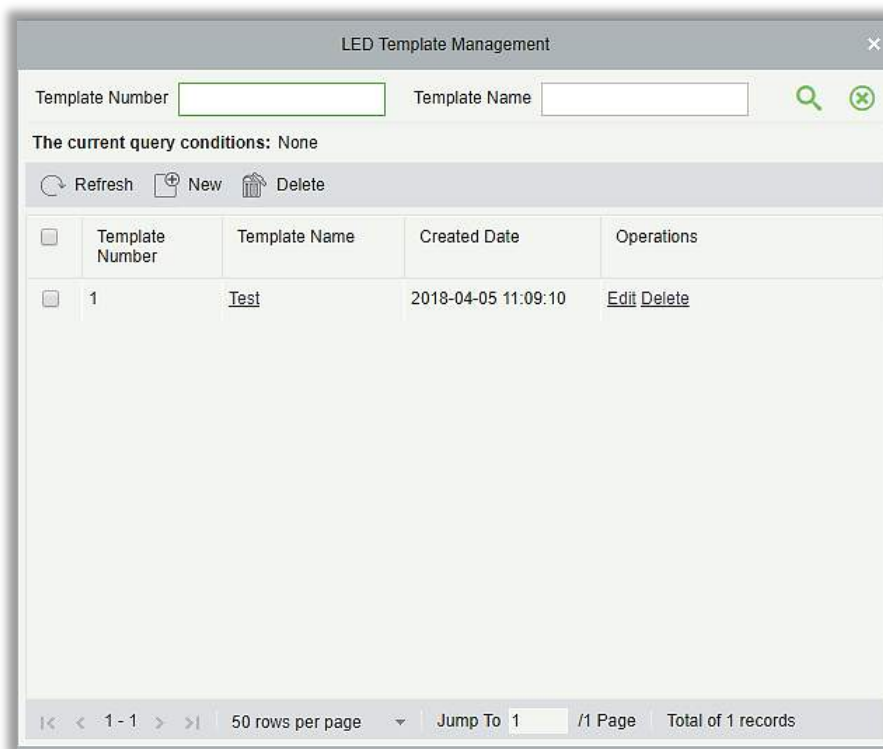 LED Template Management
Template Number Template Name
The current query conditions: None
Refresh New Delete
Template Number Template Name Created Date Operations
1 Test 2018-04-05 11:09:10 Edit Delete
1 - 1 50 rows per page Jump To 1 /1 Page Total of 1 records